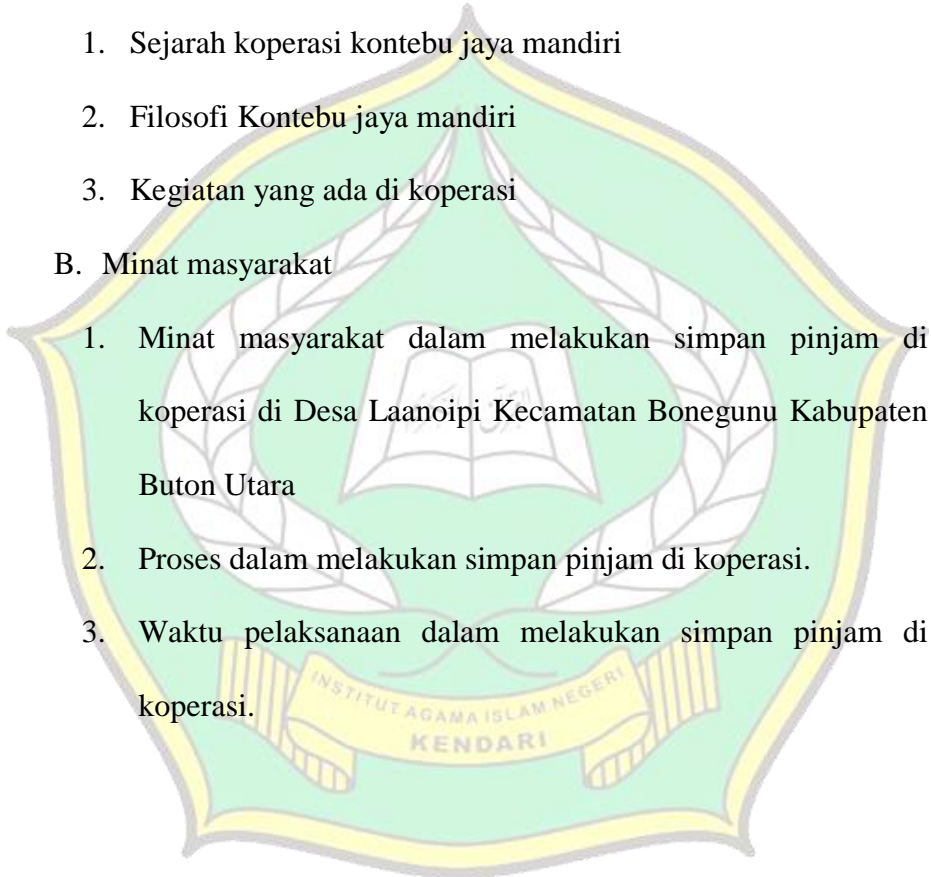 1. Sejarah koperasi kontebu jaya mandiri
2. Filosofi Kontebu jaya mandiri
3. Kegiatan yang ada di koperasi
B. Minat masyarakat
1. Minat masyarakat dalam melakukan simpan pinjam di
koperasi di Desa Laanoipi Kecamatan Bonegunu Kabupaten
Buton Utara
2. Proses dalam melakukan simpan pinjam di koperasi.
3. Waktu pelaksanaan dalam melakukan simpan pinjam di
koperasi.
INSTITUT AGAMA ISLAM NEGERI
KENDARI